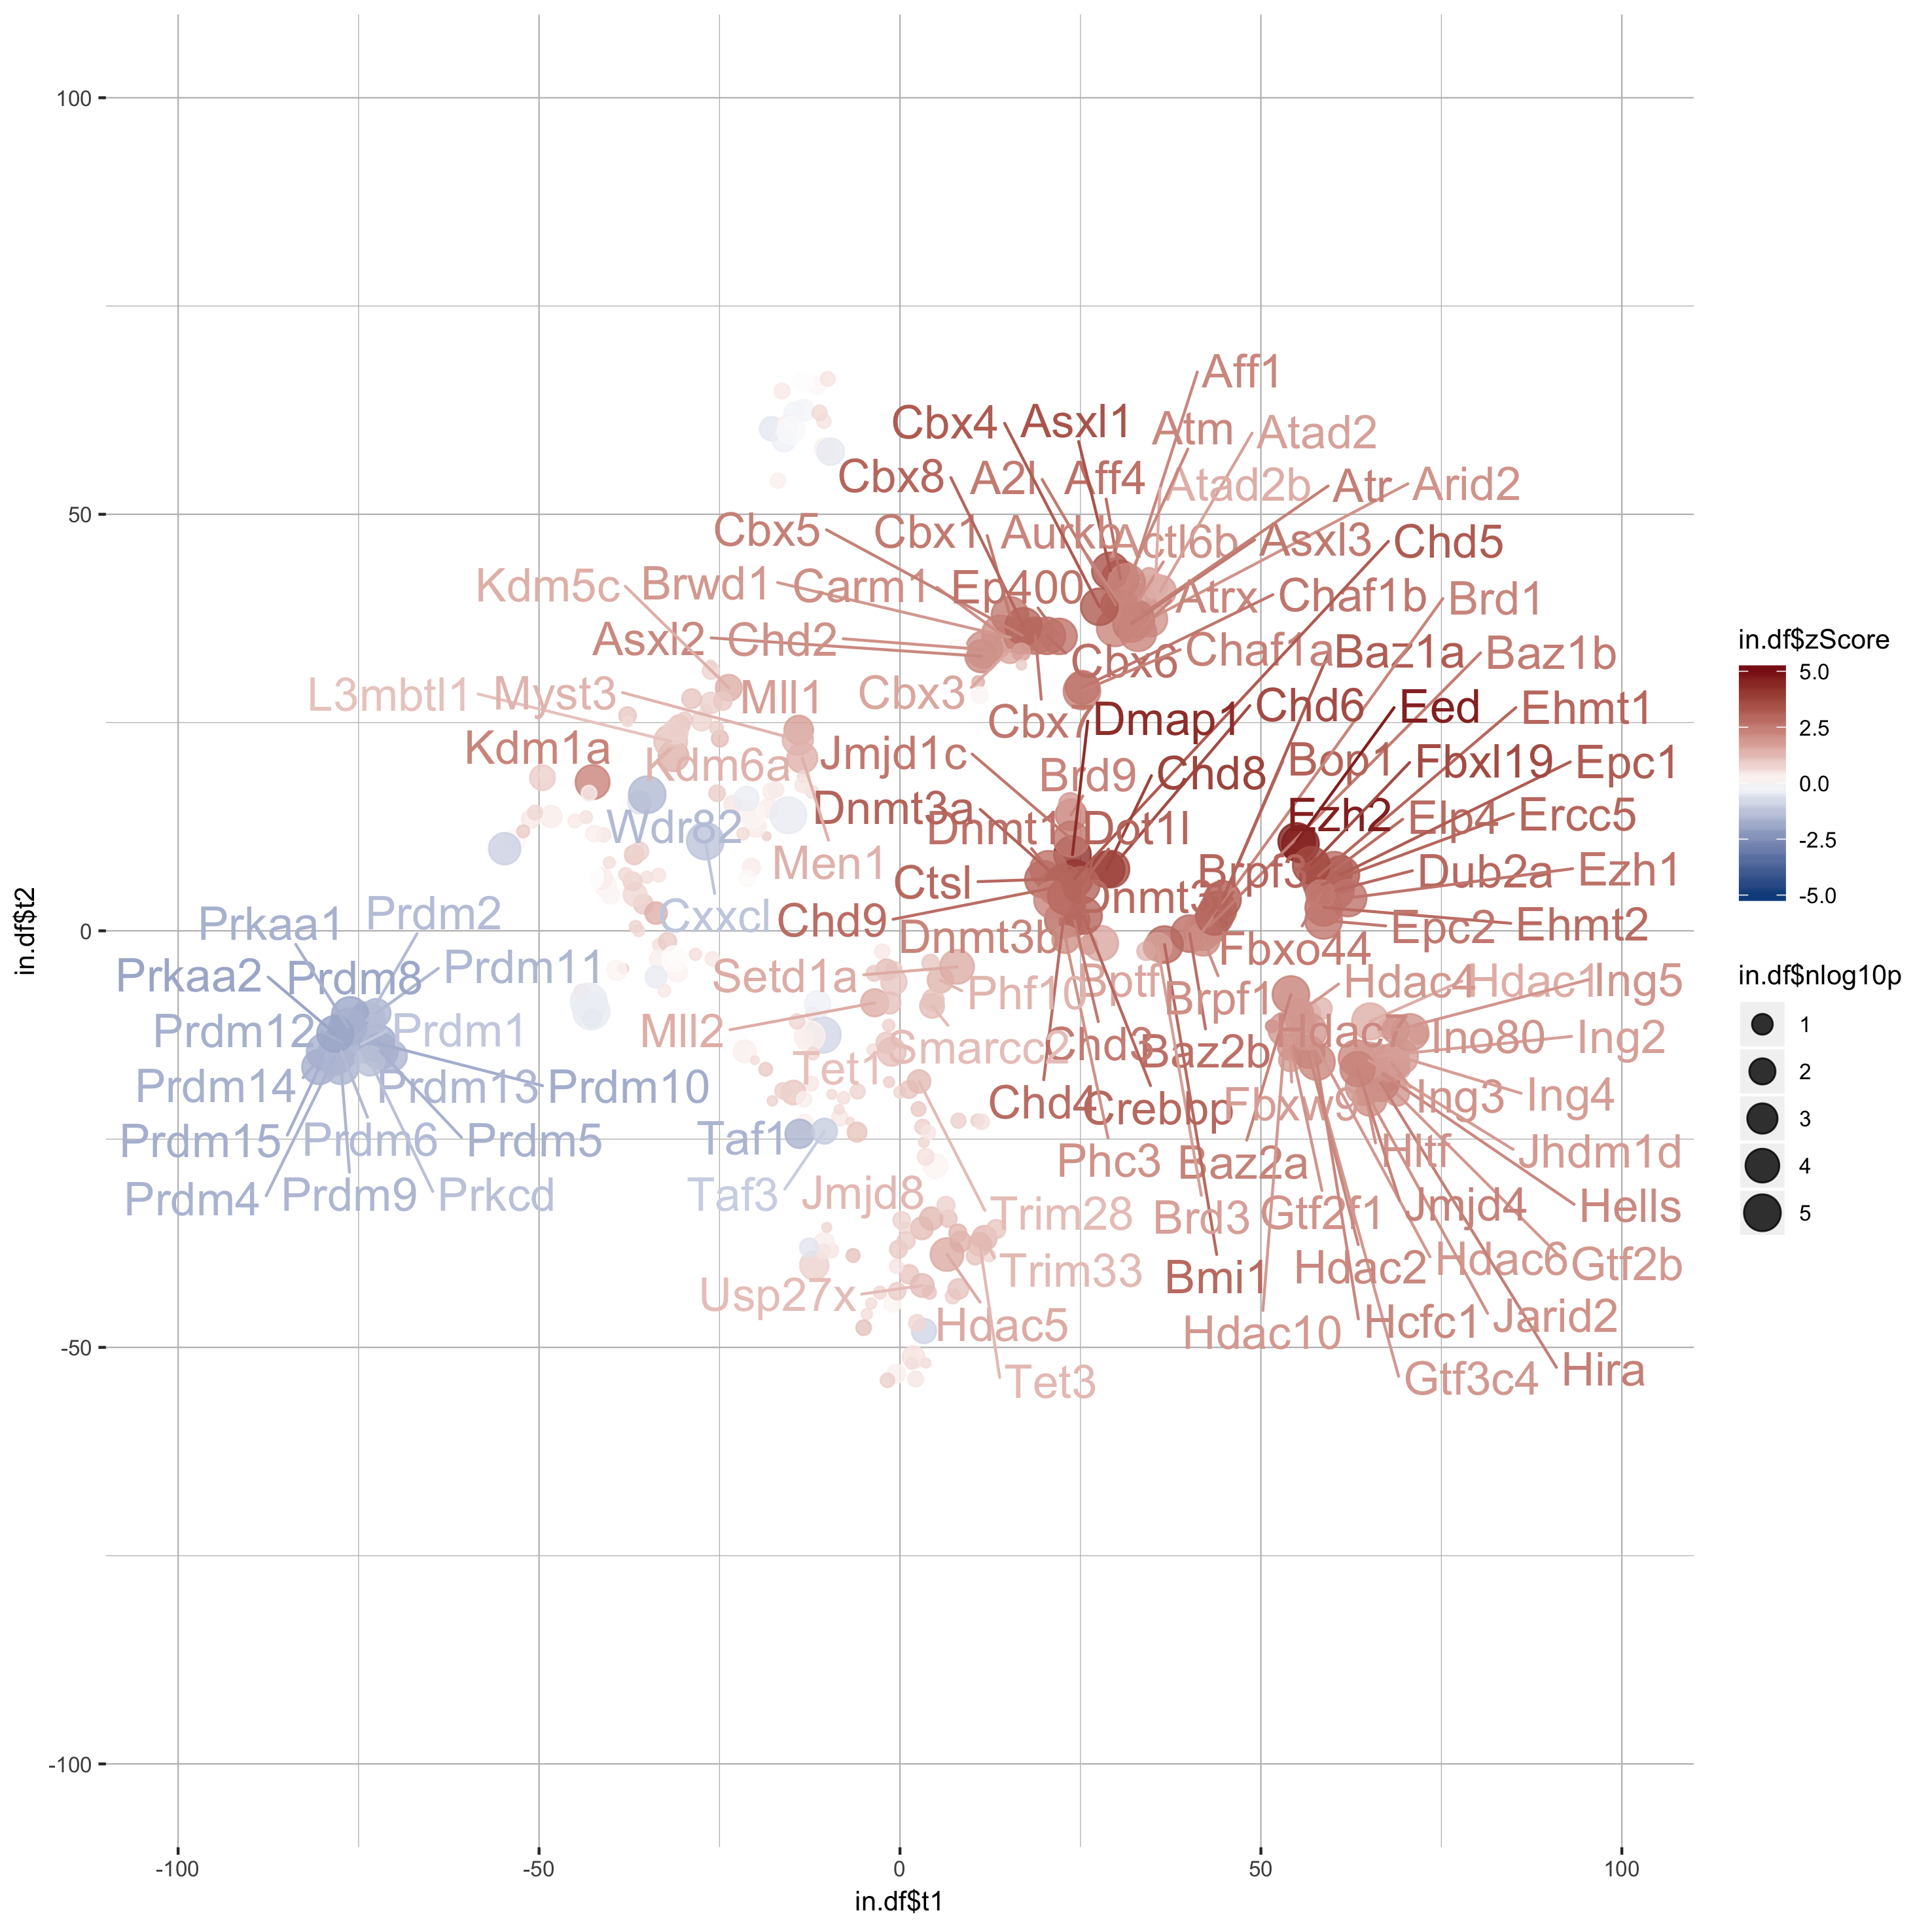 100
50
0
-50
-100
in.df$t2
-100
-50
0
50
100
in.df$t1
Aff1
Cbx4
Asxl1
Atm
Atad2
Cbx8
A2l
Aff4
Atad2b
Atr
Arid2
Cbx5
Cbx1
Aurkb
Actl6b
Asxl3
Chd5
Kdm5c
Brwd1
Carm1
Ep400
Atrx
Chaf1b
Brd1
Asxl2
Chd2
Cbx6
Chaf1a
Baz1a
Baz1b
L3mbtl1
Myst3
Mll1
Cbx3
Cbx7
Dmap1
Chd6
Eed
Ehmt1
Kdm1a
Kdm6a
Jmjd1c
Brd9
Chd8
Bop1
Fbxl19
Epc1
Dnmt3a
Dnmt1
Dot1l
Ezh2
Elp4
Ercc5
Wdr82
Men1
Ctsl
Brpf3
Dub2a
Ezh1
Prkaa1
Prdm2
Cxxcl
Chd9
Epc2
Ehmt2
Dnmt3b
Fbxo44
Prkaa2
Prdm8
Prdm11
Setd1a
Phf10
Bptf
Brpf1
Hdac4
Hdac1
Ing5
Prdm12
Prdm1
Mll2
Smarcc2
Chd3
Baz2b
Hdac7
Ino80
Ing2
Tet1
Prdm14
Prdm13
Prdm10
Chd4
Crebbp
Fbxw9
Ing3
Ing4
Prdm15
Prdm6
Prdm5
Taf1
Phc3
Baz2a
Hltf
Jhdm1d
Prdm4
Prdm9
Prkcd
Taf3
Jmjd8
Trim28
Brd3
Gtf2f1
Jmjd4
Hells
Usp27x
Trim33
Bmi1
Hdac2
Hdac6
Gtf2b
Hdac5
Hdac10
Hcfc1
Jarid2
Tet3
Gtf3c4
Hira
in.df$zScore
5.0
2.5
0.0
-2.5
-5.0
in.df$nlog10p
1
2
3
4
5